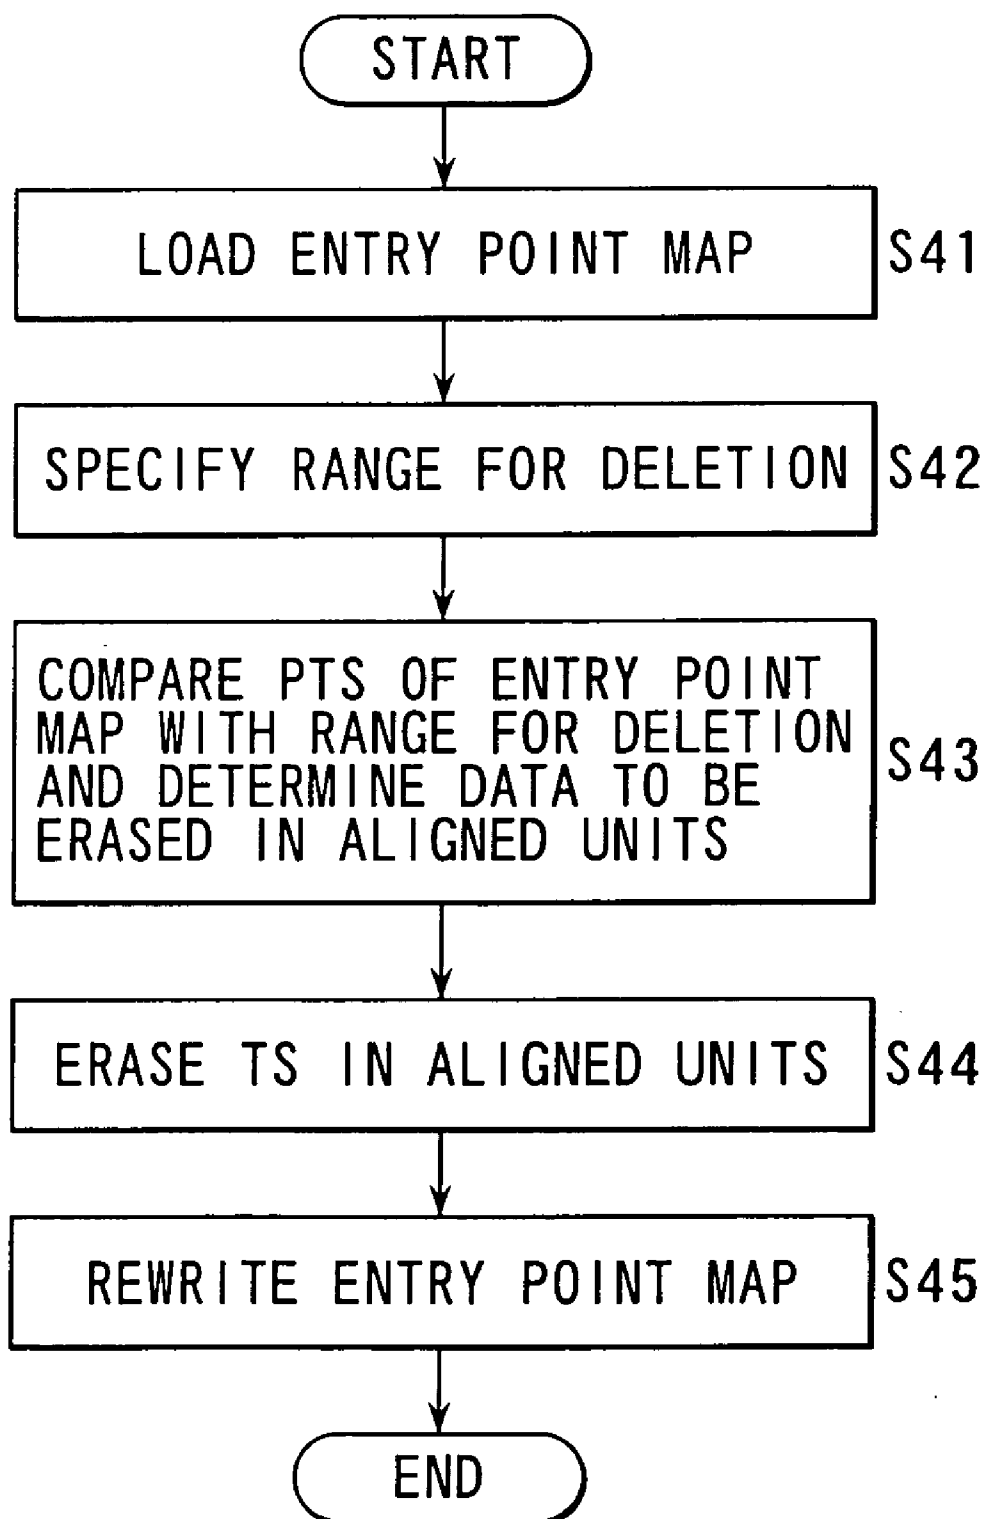 START
LOAD ENTRY POINT MAP
S41
SPECIFY RANGE FOR DELETION
S42
COMPARE PTS OF ENTRY POINT
MAP WITH RANGE FOR DELETION
AND DETERMINE DATA TO BE
ERASED IN ALIGNED UNITS
S43
ERASE TS IN ALIGNED UNITS
S44
REWRITE ENTRY POINT MAP
S45
END